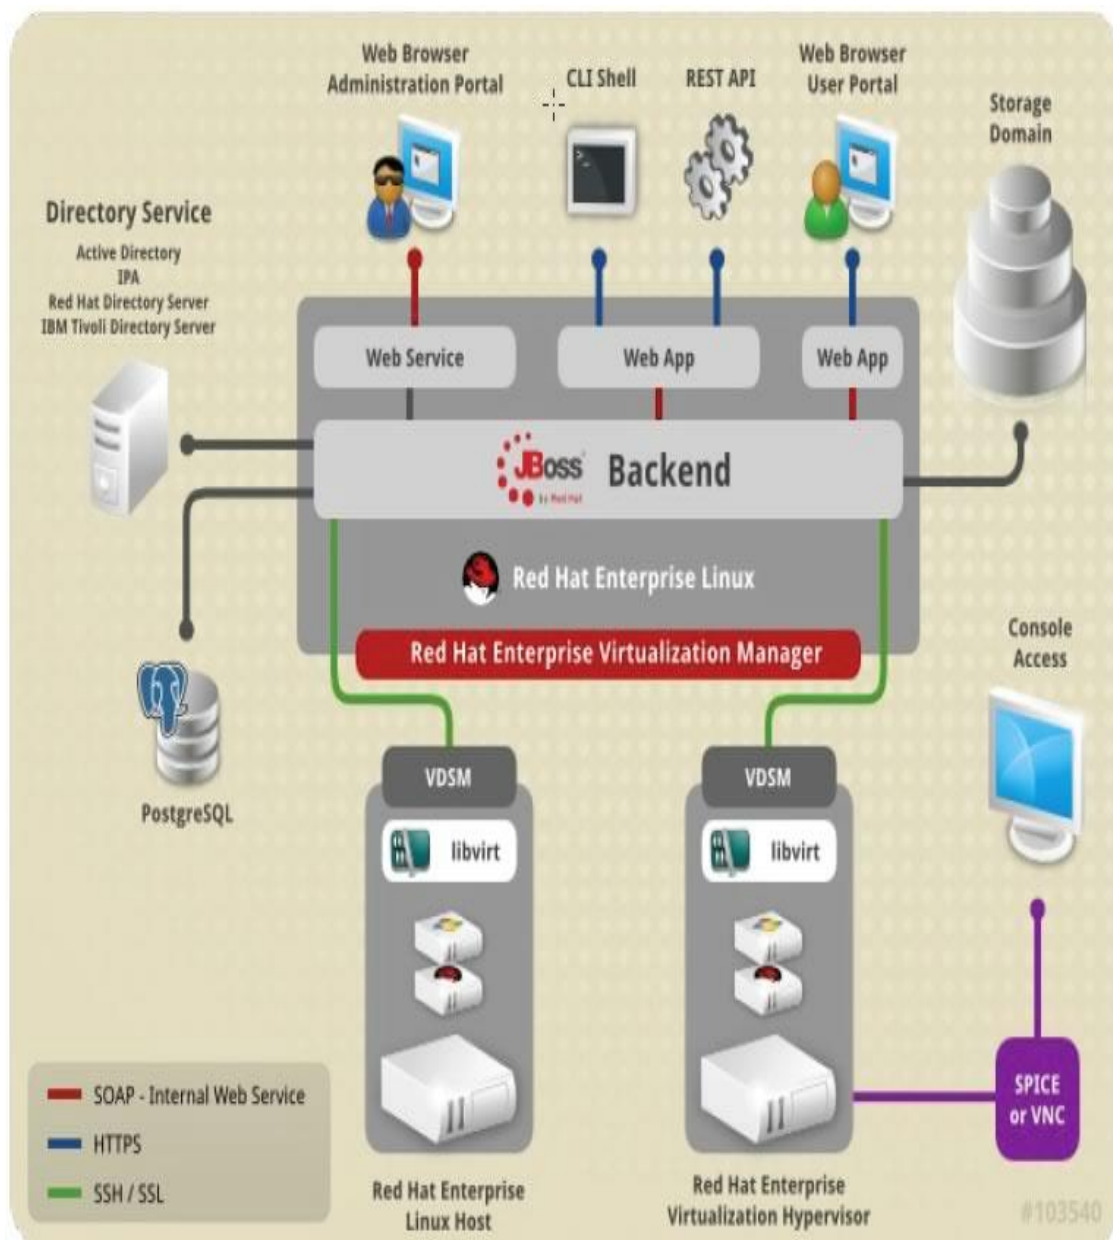 Web Browser
Administration Portal
CLI Shell
REST API
Web Browser
User Portal
Storage
Domain
Directory Service
Active Directory
IPA
Red Hat Directory Server
IBM Tivoli Directory Server
Web Service
Web App
Web App
JBoss
by Red Hat
Backend
Red Hat Enterprise Linux
Red Hat Enterprise Virtualization Manager
Console
Access
PostgreSQL
VDSM
libvirt
VDSM
libvirt
SPICE
or VNC
SOAP - Internal Web Service
HTTPS
SSH / SSL
Red Hat Enterprise
Linux Host
Red Hat Enterprise
Virtualization Hypervisor
#103540